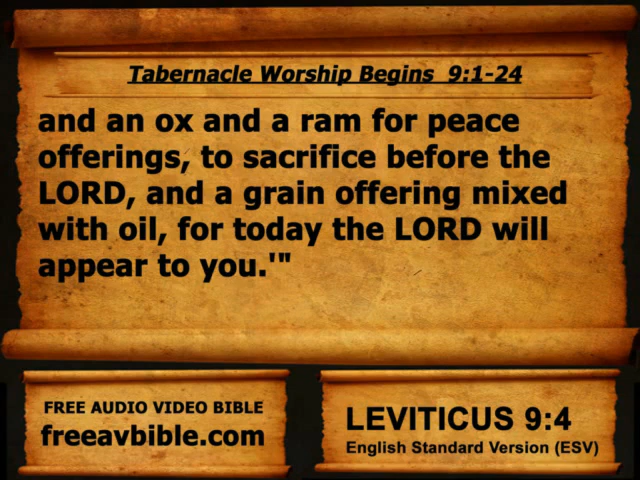 Tabernacle Worship Begins  9:1-24
and an ox and a ram for peace
offerings, to sacrifice before the
LORD, and a grain offering mixed
with oil, for today the LORD will
appear to you.'"
FREE AUDIO VIDEO BIBLE
freeavbible.com
LEVITICUS 9:4
English Standard Version (ESV)